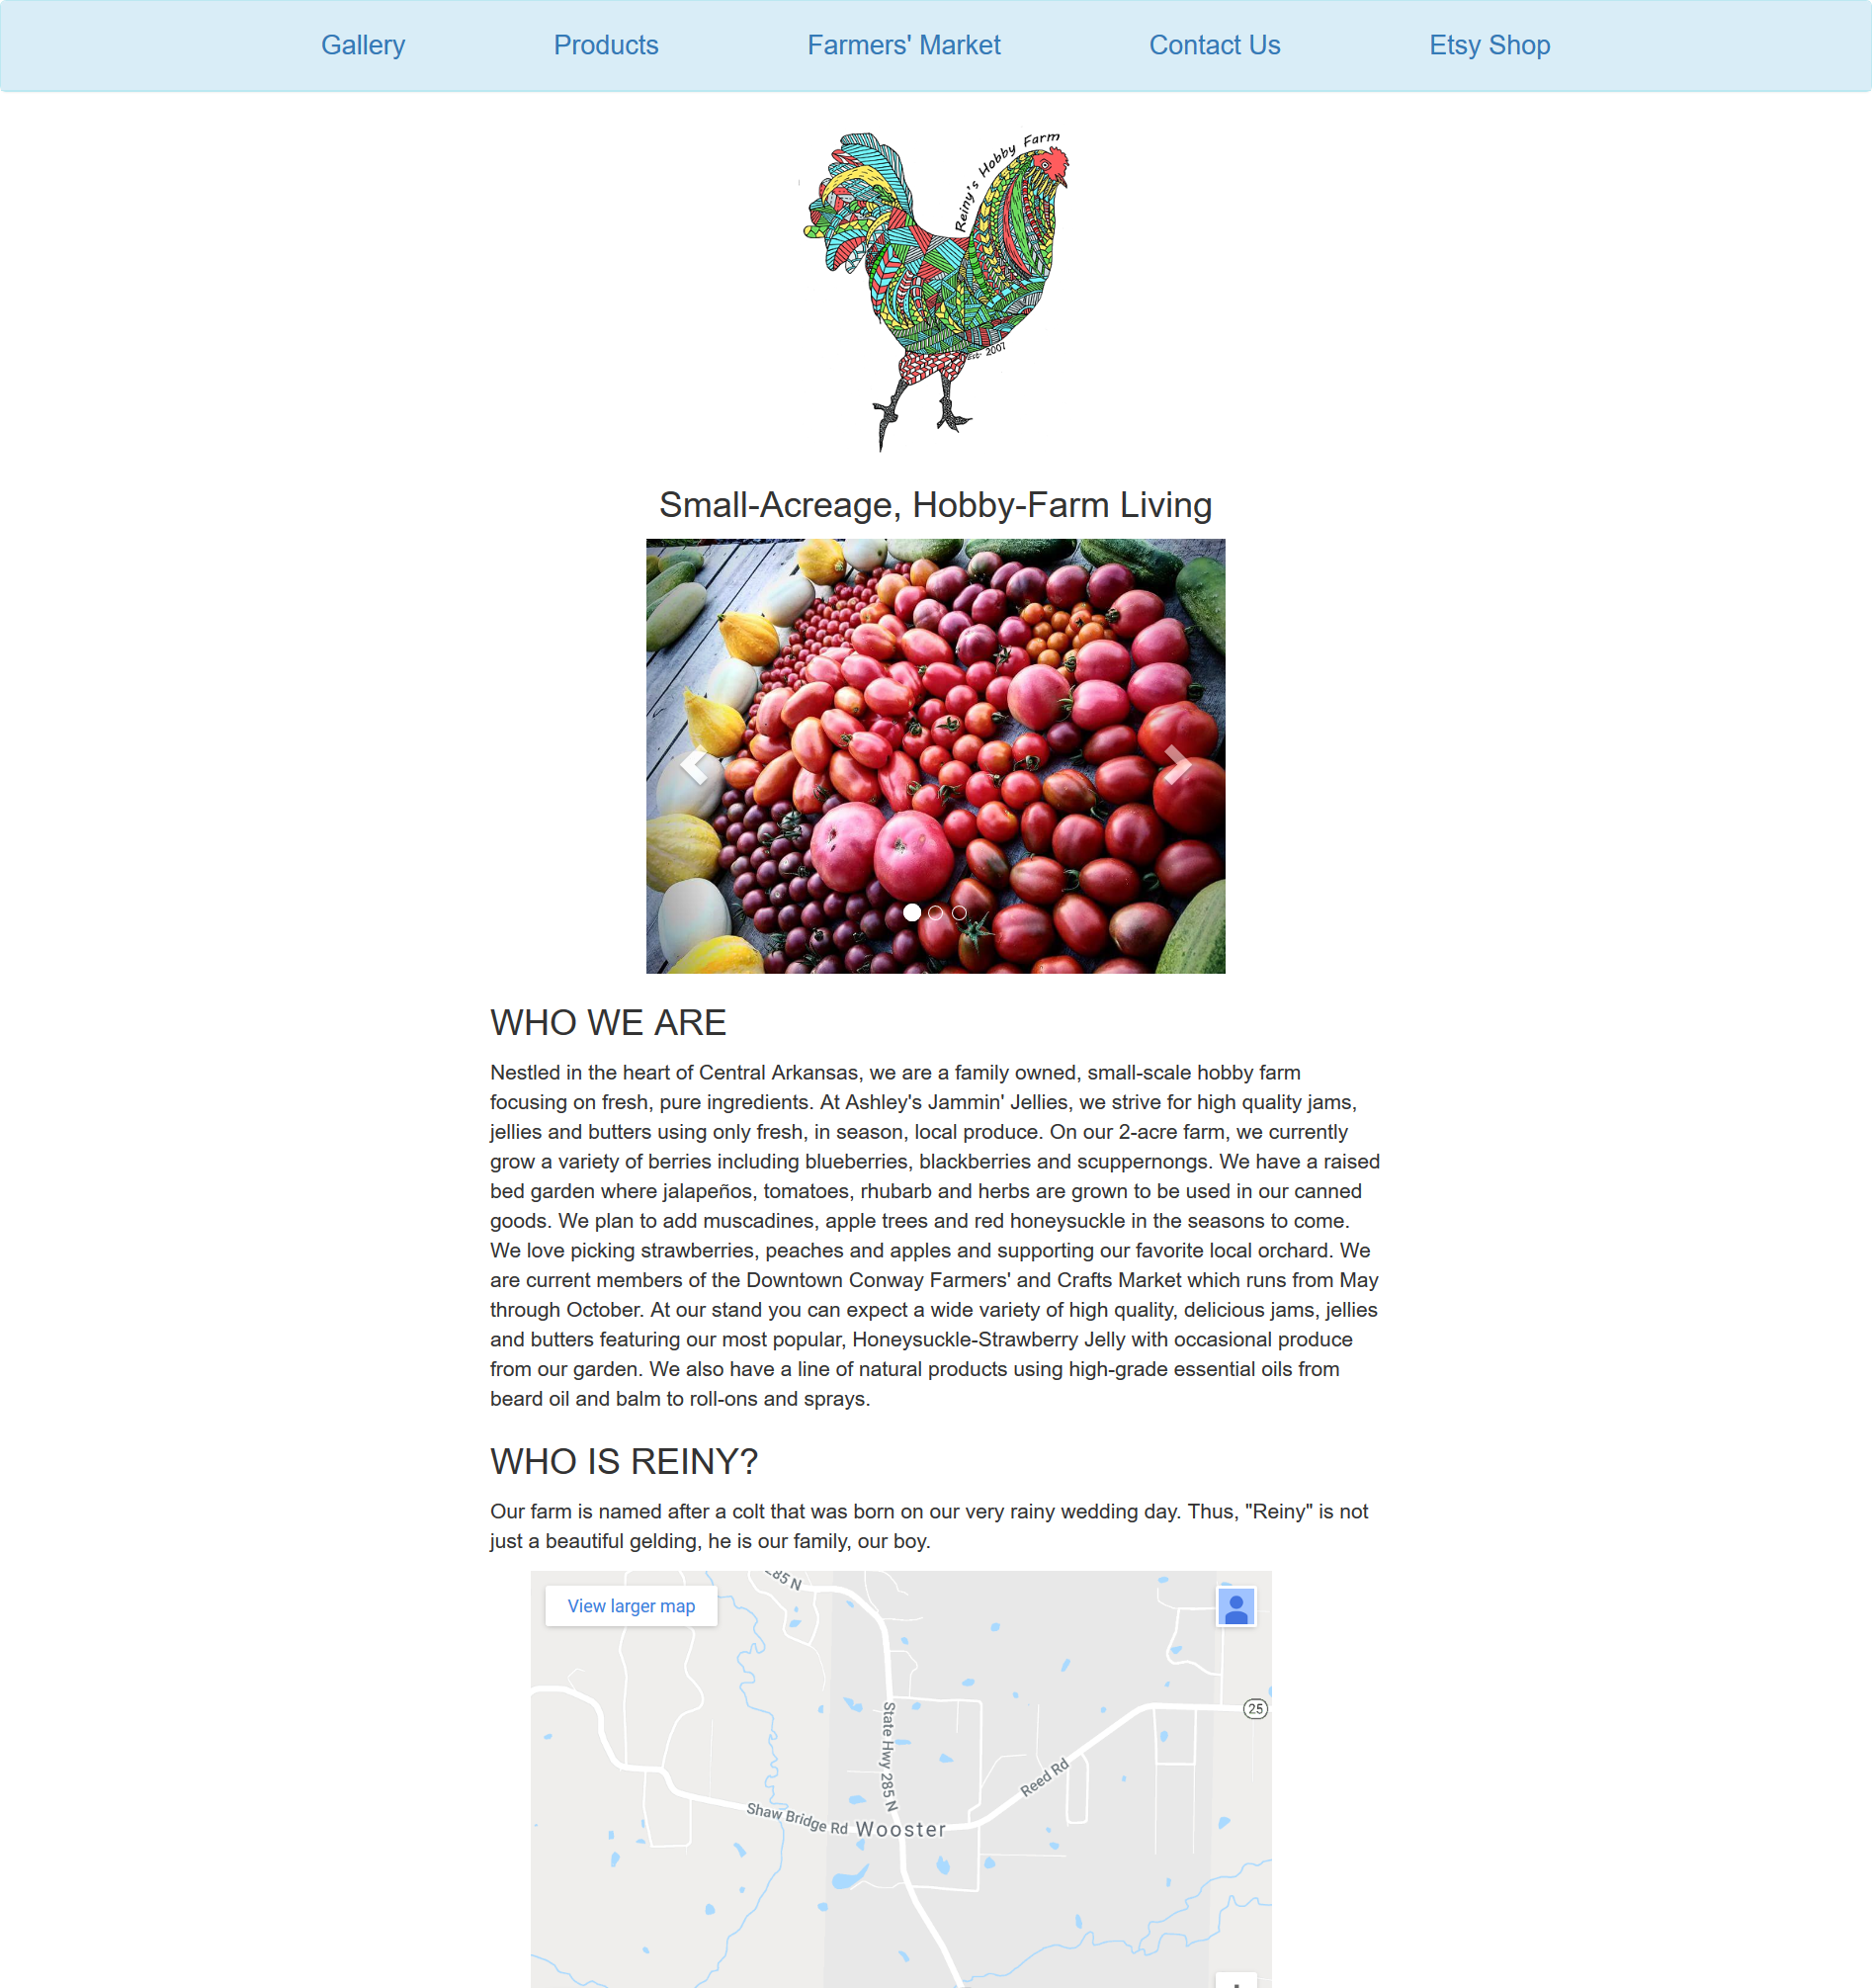 Gallery Products Farmers' Market Contact Us Etsy Shop
Reiny's Hobby Farm
est. 2007
Small-Acreage, Hobby-Farm Living
WHO WE ARE
Nestled in the heart of Central Arkansas, we are a family owned, small-scale hobby farm
focusing on fresh, pure ingredients. At Ashley's Jammin' Jellies, we strive for high quality jams,
jellies and butters using only fresh, in season, local produce. On our 2-acre farm, we currently
grow a variety of berries including blueberries, blackberries and scuppernongs. We have a raised
bed garden where jalapeños, tomatoes, rhubarb and herbs are grown to be used in our canned
goods. We plan to add muscadines, apple trees and red honeysuckle in the seasons to come.
We love picking strawberries, peaches and apples and supporting our favorite local orchard. We
are current members of the Downtown Conway Farmers' and Crafts Market which runs from May
through October. At our stand you can expect a wide variety of high quality, delicious jams, jellies
and butters featuring our most popular, Honeysuckle-Strawberry Jelly with occasional produce
from our garden. We also have a line of natural products using high-grade essential oils from
beard oil and balm to roll-ons and sprays.
WHO IS REINY?
Our farm is named after a colt that was born on our very rainy wedding day. Thus, "Reiny" is not
just a beautiful gelding, he is our family, our boy.
285 N
View larger map
25
State Hwy 285 N
Reed Rd
Shaw Bridge Rd
Wooster